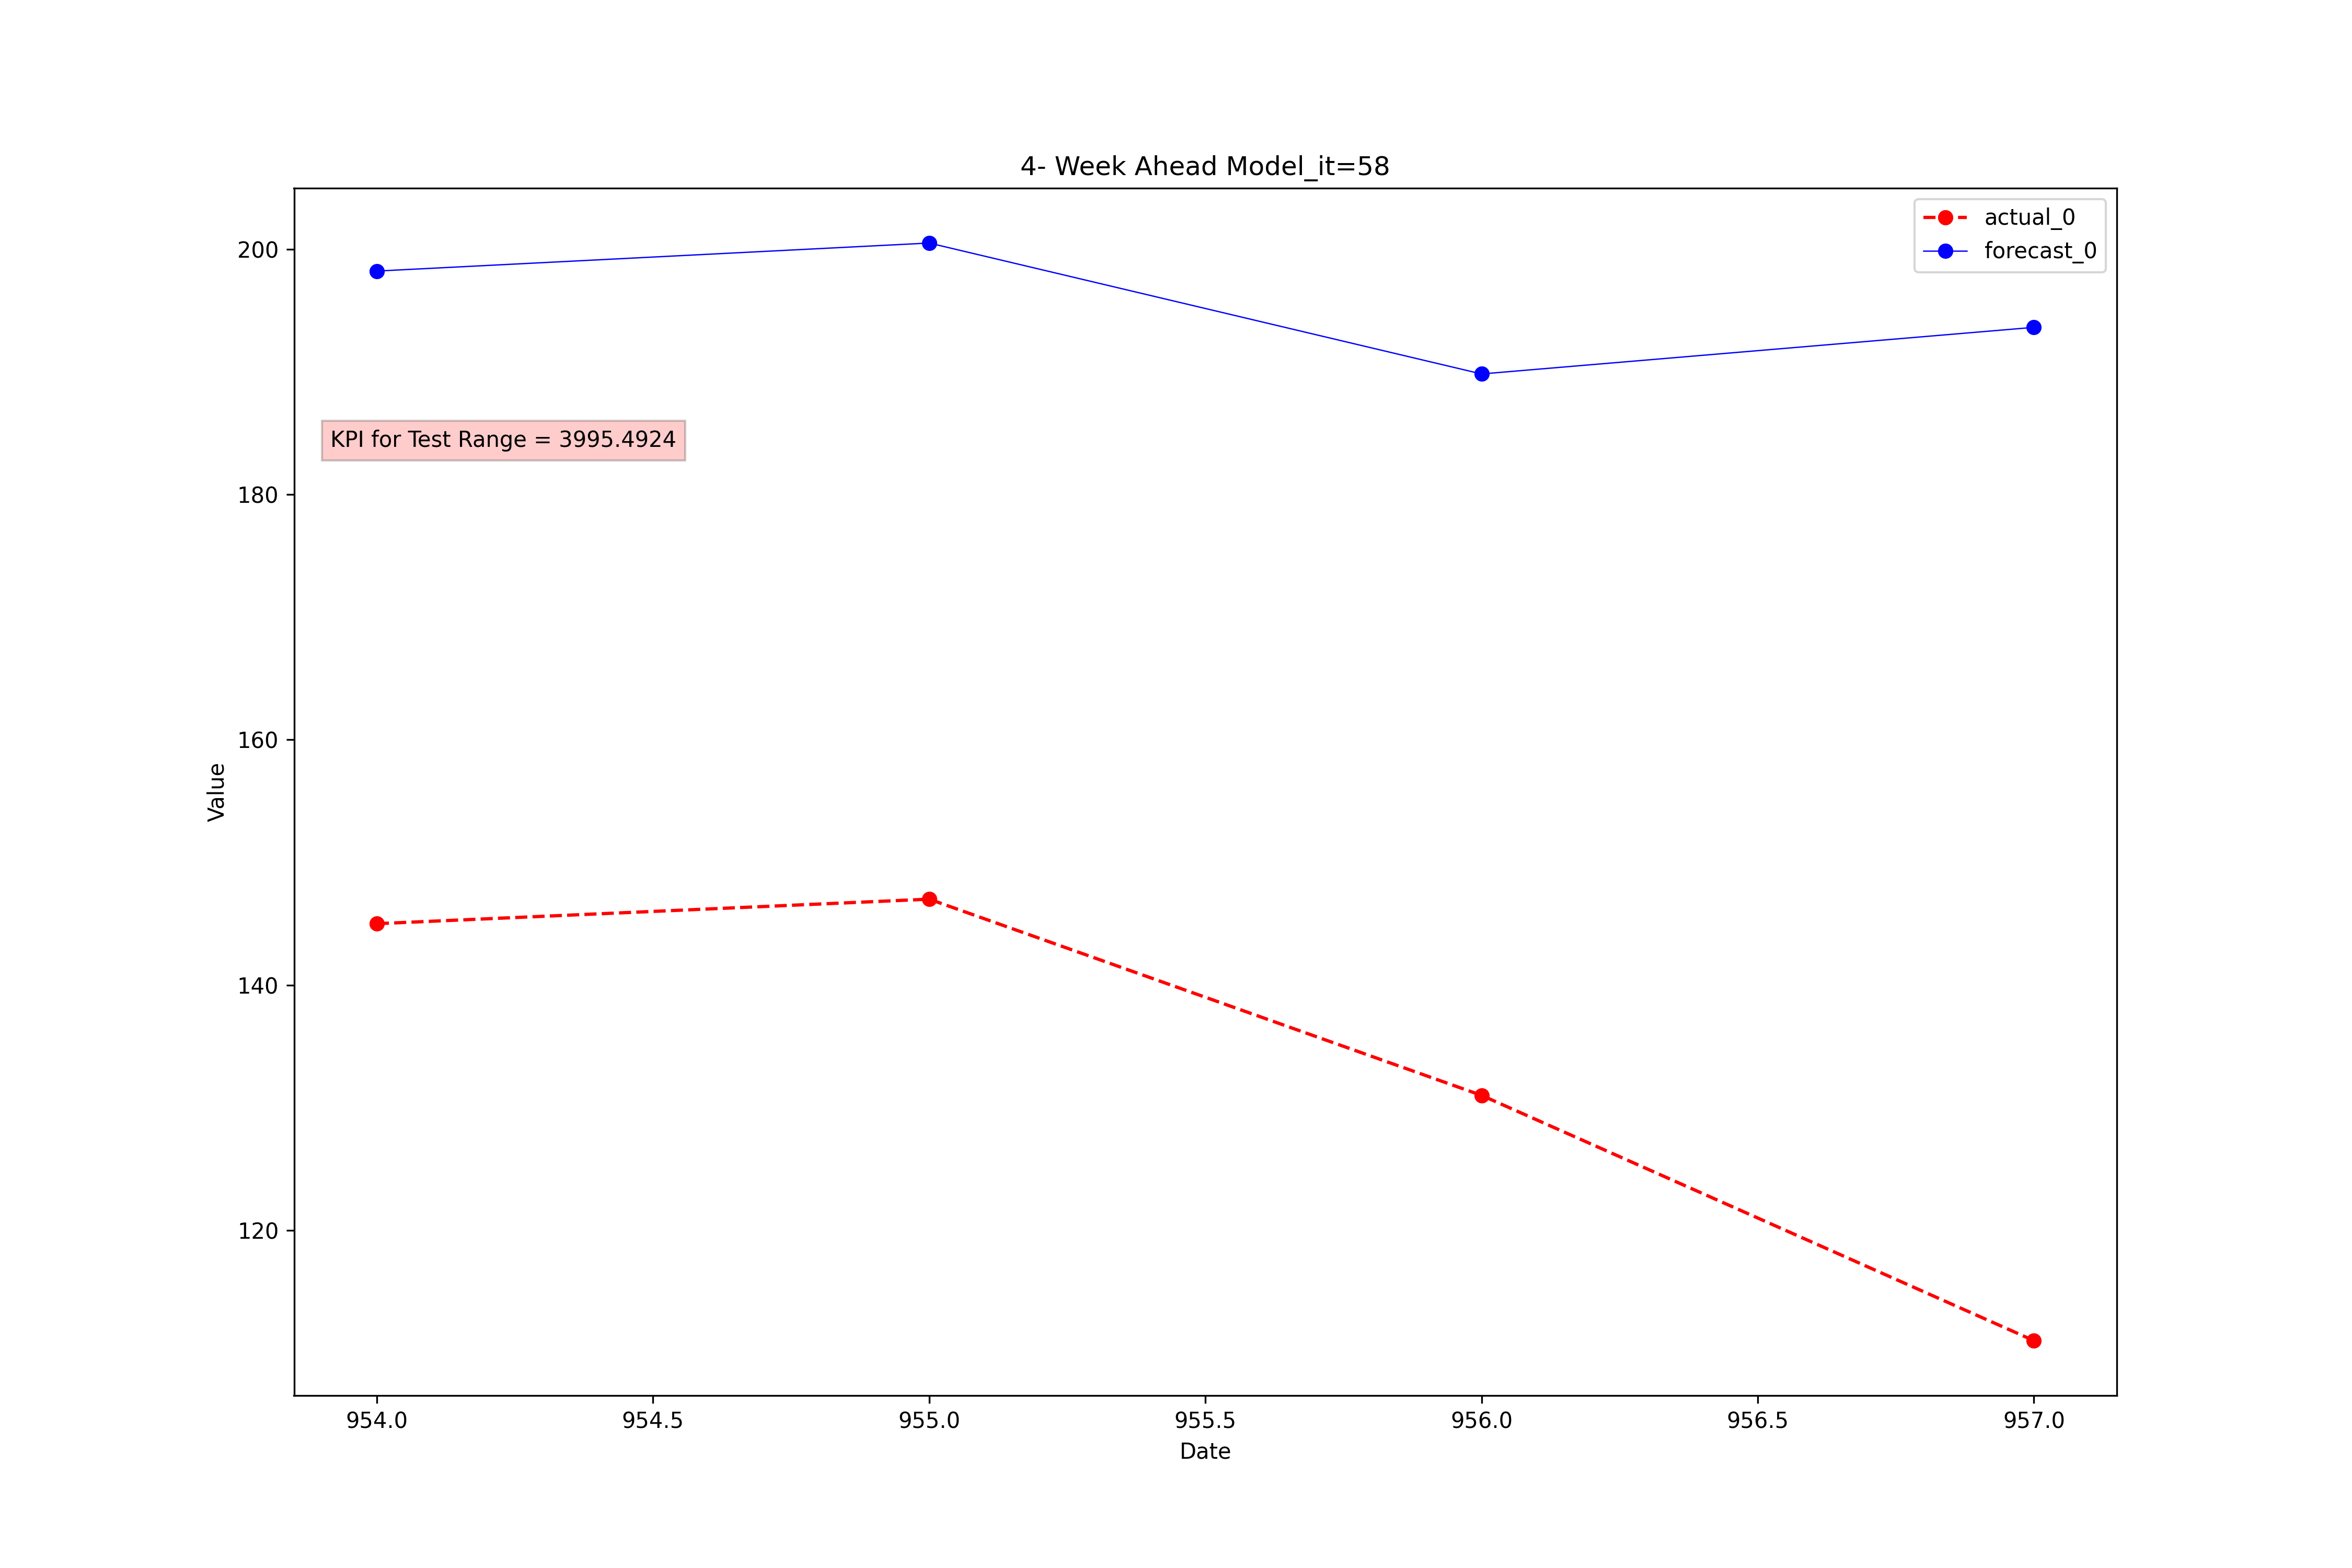 4- Week Ahead Model_it=58
actual_0
forecast_0
KPI for Test Range = 3995.4924
200
180
160
140
120
Value
954.0 954.5 955.0 955.5 956.0 956.5 957.0
Date